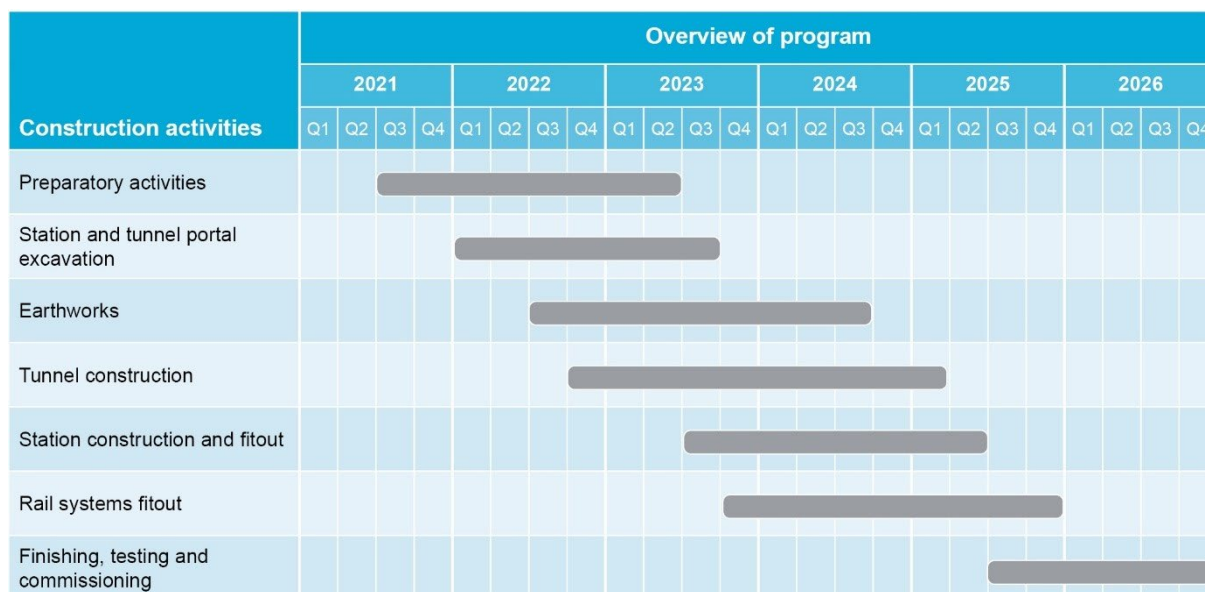 Overview of program
2021 2022 2023 2024 2025 2026
Construction activities Q1 Q2 Q3 Q4 Q1 Q2 Q3 Q4 Q1 Q2 Q3 Q4 Q1 Q2 Q3 Q4 Q1 Q2 Q3 Q4 Q1 Q2 Q3 Q4
Preparatory activities
Station and tunnel portal
excavation
Earthworks
Tunnel construction
Station construction and fitout
Rail systems fitout
Finishing, testing and
commissioning